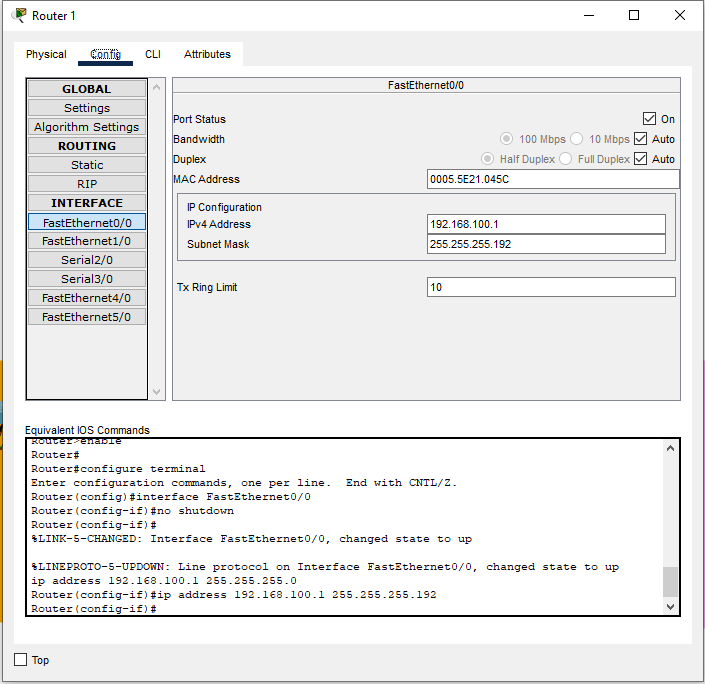 Router 1
Physical Config CLI Attributes
GLOBAL
Settings
Algorithm Settings
ROUTING
Static
RIP
INTERFACE
FastEthernet0/0
FastEthernet1/0
Serial2/0
Serial3/0
FastEthernet4/0
FastEthernet5/0
FastEthernet0/0
Port Status On
Bandwidth 100 Mbps 10 Mbps Auto
Duplex Half Duplex Full Duplex Auto
MAC Address 0005.5E21.045C
IP Configuration
IPv4 Address 192.168.100.1
Subnet Mask 255.255.255.192
Tx Ring Limit 10
Equivalent IOS Commands
Router>enable
Router#
Router#configure terminal
Enter configuration commands, one per line.  End with CNTL/Z.
Router(config)#interface FastEthernet0/0
Router(config-if)#no shutdown
Router(config-if)#
%LINK-5-CHANGED: Interface FastEthernet0/0, changed state to up
%LINEPROTO-5-UPDOWN: Line protocol on Interface FastEthernet0/0, changed state to up
ip address 192.168.100.1 255.255.255.0
Router(config-if)#ip address 192.168.100.1 255.255.255.192
Router(config-if)#
Top